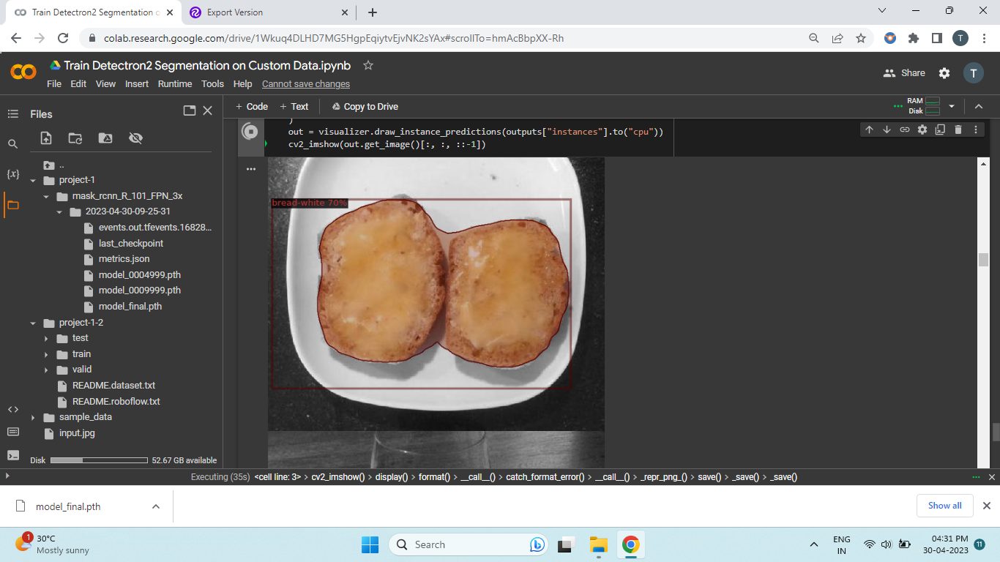 Train Detectron2 Segmentation o
Export Version
colab.research.google.com/drive/1Wkuq4DLHD7MG5HgpEqiytvEjvNK2sYAx#scrollTo=hmAcBbpXX-Rh
T
Train Detectron2 Segmentation on Custom Data.ipynb
Share
T
File Edit View Insert Runtime Tools Help Cannot save changes
Files
+ Code + Text Copy to Drive
RAM
Disk
)
out = visualizer.draw_instance_predictions(outputs["instances"].to("cpu"))
cv2_imshow(out.get_image()[:, :, ::-1])
..
project-1
mask_rcnn_R_101_FPN_3x
2023-04-30-09-25-31
events.out.tfevents.16828...
last_checkpoint
metrics.json
model_0004999.pth
model_0009999.pth
model_final.pth
project-1-2
test
train
valid
README.dataset.txt
README.roboflow.txt
sample_data
input.jpg
Disk 52.67 GB available
bread-white 70%
Executing (35s) <cell line: 3> > cv2_imshow() > display() > format() > __call__() > catch_format_error() > __call__() > _repr_png_() > save() > _save() > _save()
model_final.pth
Show all
1
30°C
Mostly sunny
Search
ENG
IN
04:31 PM
30-04-2023
11